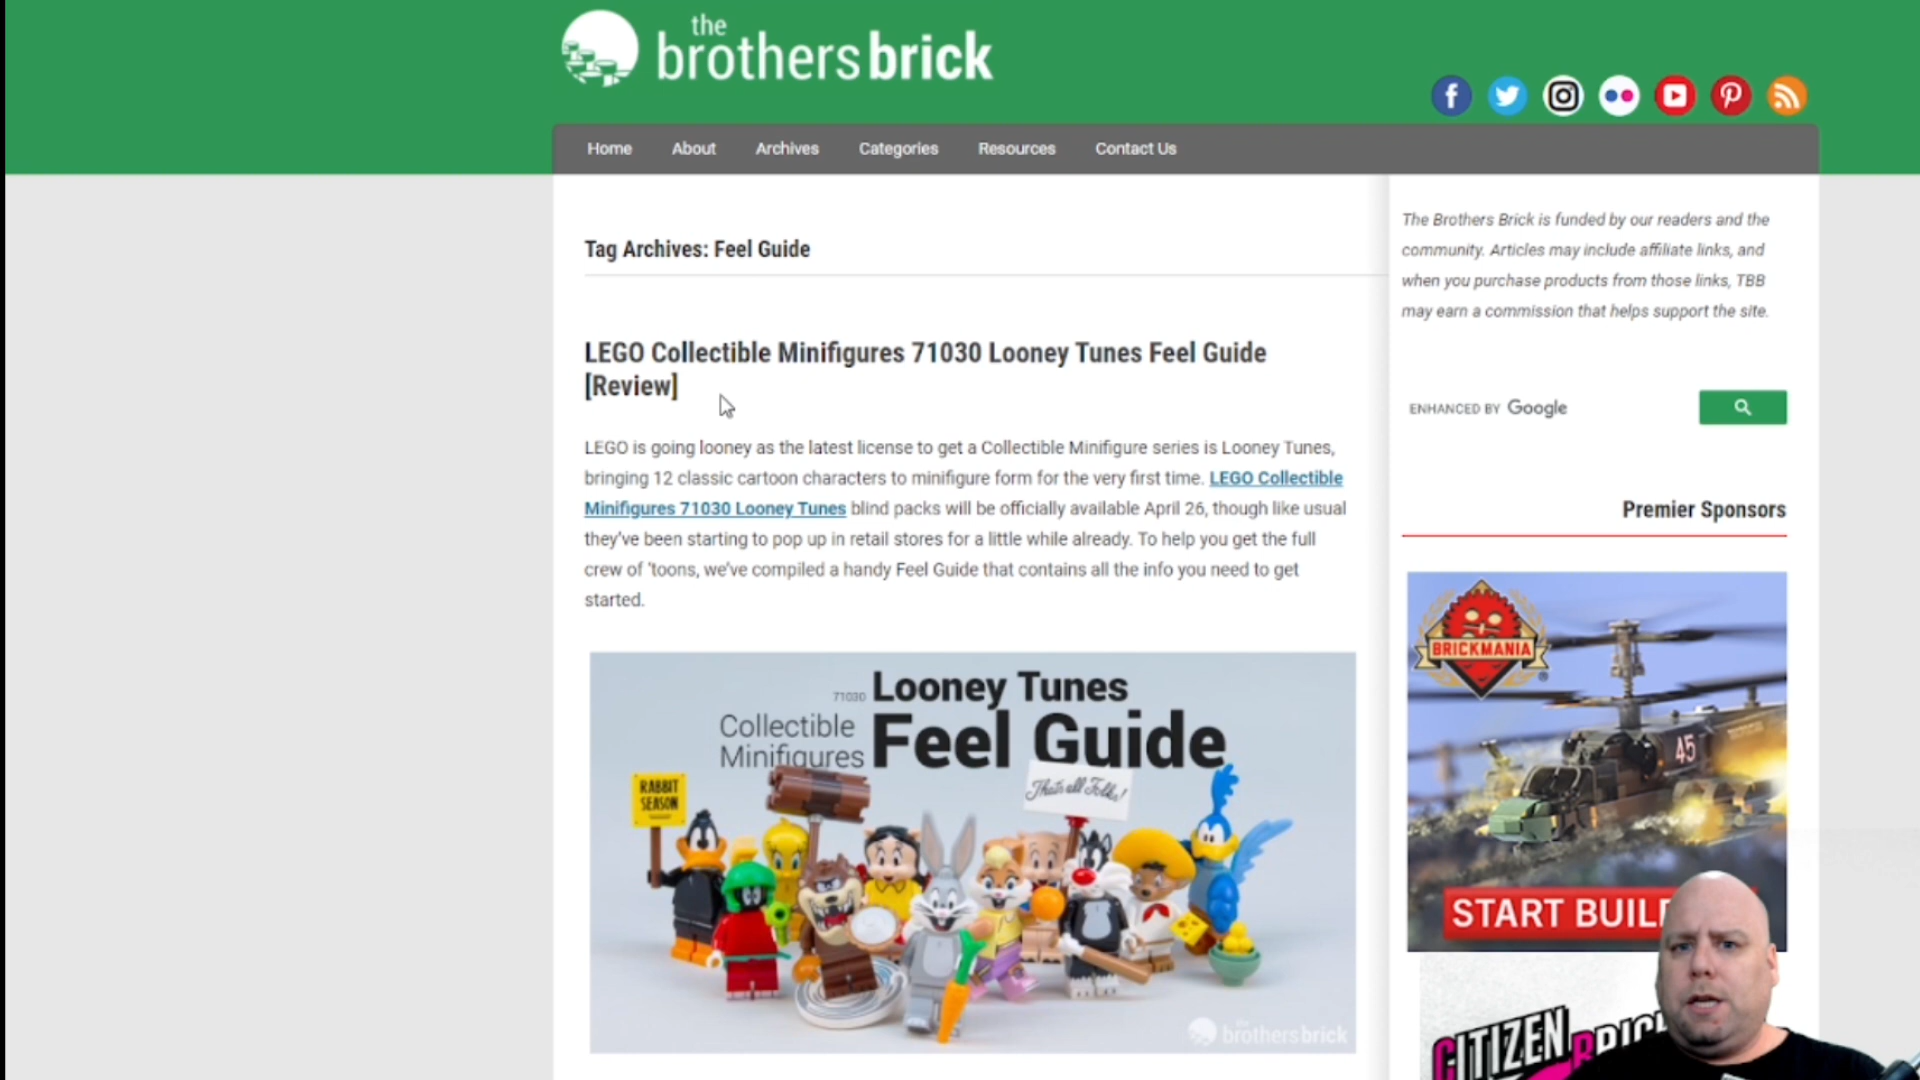 the
brothersbrick
Home About Archives Categories Resources Contact Us
Tag Archives: Feel Guide
LEGO Collectible Minifigures 71030 Looney Tunes Feel Guide
[Review]
LEGO is going looney as the latest license to get a Collectible Minifigure series is Looney Tunes,
bringing 12 classic cartoon characters to minifigure form for the very first time. LEGO Collectible
Minifigures 71030 Looney Tunes blind packs will be officially available April 26, though like usual
they've been starting to pop up in retail stores for a little while already. To help you get the full
crew of 'toons, we've compiled a handy Feel Guide that contains all the info you need to get
started.
71030 Looney Tunes
Collectible
Minifigures Feel Guide
RABBIT
SEASON
Thats all Folks!
the
brothersbrick
The Brothers Brick is funded by our readers and the
community. Articles may include affiliate links, and
when you purchase products from those links, TBB
may earn a commission that helps support the site.
ENHANCED BY Google
Premier Sponsors
BRICKMANIA
45
START BUIL
CITIZEN
BRIC